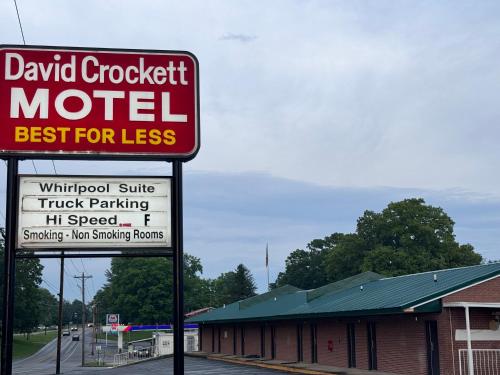 David Crockett
MOTEL
BEST FOR LESS
Whirlpool Suite
Truck Parking
Hi Speed F
Smoking - Non Smoking Rooms